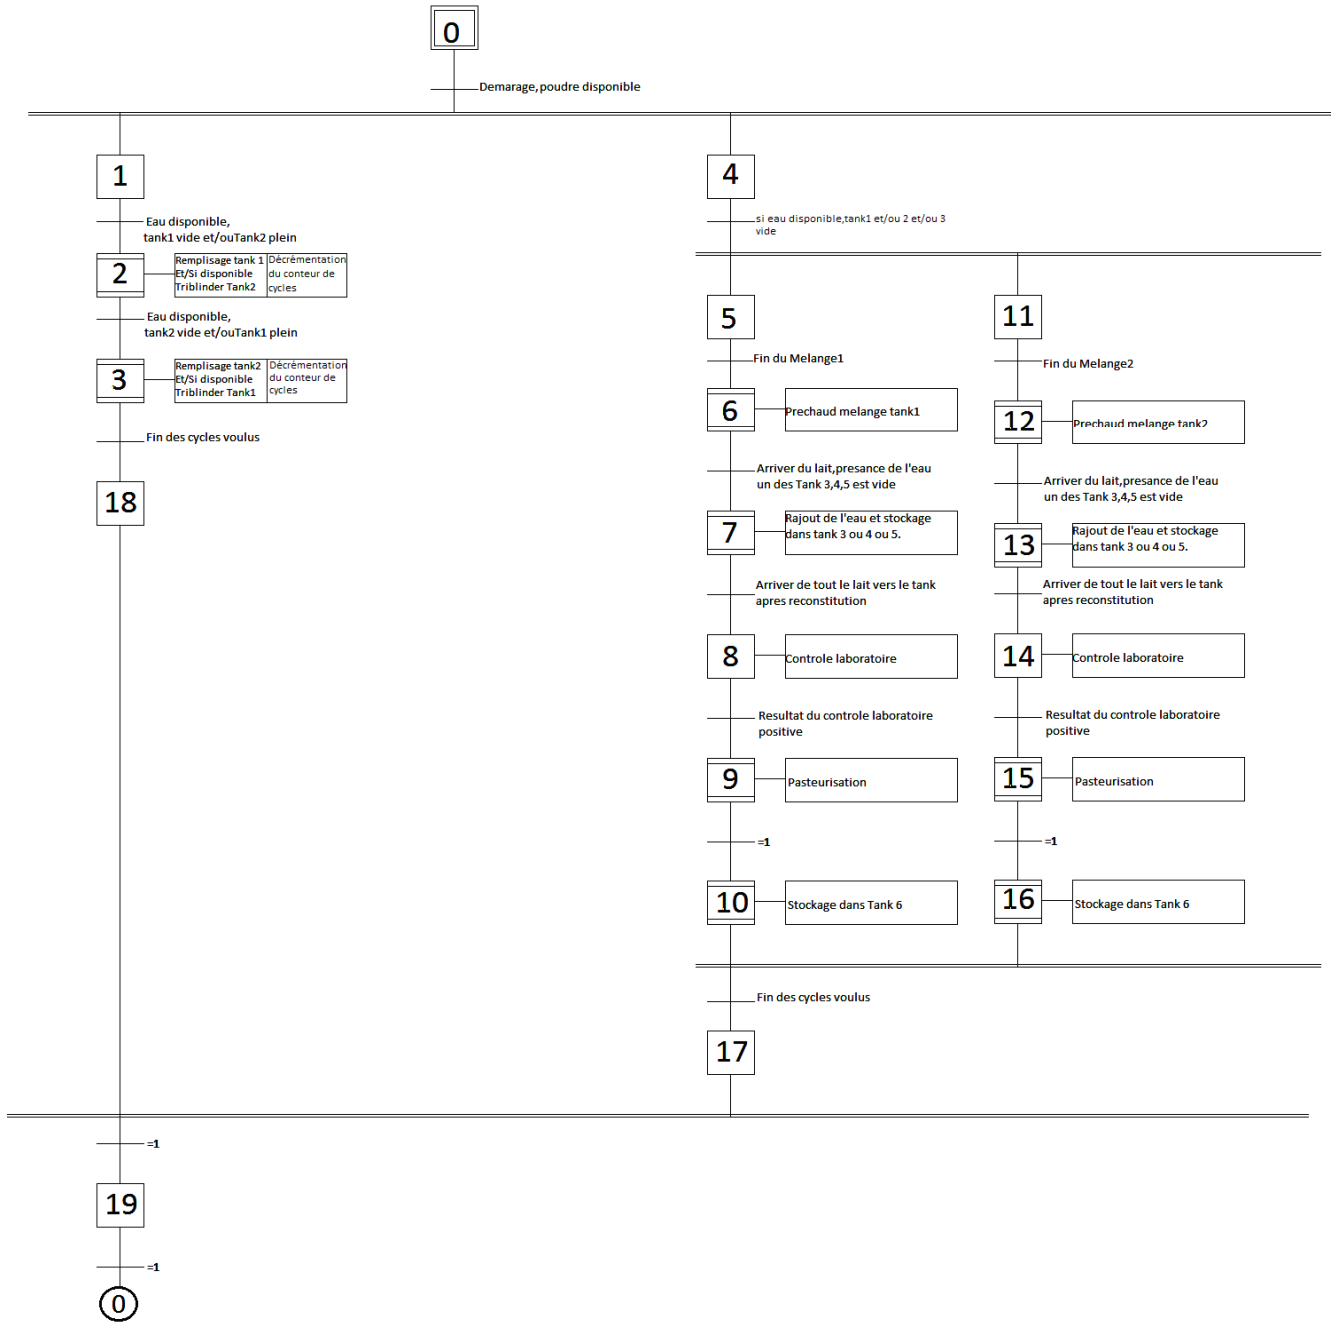 0
Demarage,poudre disponible
1
Eau disponible,
tank1 vide et/ouTank2 plein
2
Remplisage tank 1
Et/Si disponible
Triblinder Tank2
Décrémentation
du conteur de
cycles
Eau disponible,
tank2 vide et/ouTank1 plein
3
Remplisage tank2
Et/Si disponible
Triblinder Tank1
Décrémentation
du conteur de
cycles
Fin des cycles voulus
18
4
si eau disponible,tank1 et/ou 2 et/ou 3
vide
5
Fin du Melange1
6
Prechaud melange tank1
Arriver du lait,presance de l'eau
un des Tank 3,4,5 est vide
7
Rajout de l'eau et stockage
dans tank 3 ou 4 ou 5.
Arriver de tout le lait vers le tank
apres reconstitution
8
Controle laboratoire
Resultat du controle laboratoire
positive
9
Pasteurisation
=1
10
Stockage dans Tank 6
11
Fin du Melange2
12
Prechaud melange tank2
Arriver du lait,presance de l'eau
un des Tank 3,4,5 est vide
13
Rajout de l'eau et stockage
dans tank 3 ou 4 ou 5.
Arriver de tout le lait vers le tank
apres reconstitution
14
Controle laboratoire
Resultat du controle laboratoire
positive
15
Pasteurisation
=1
16
Stockage dans Tank 6
Fin des cycles voulus
17
=1
19
=1
0